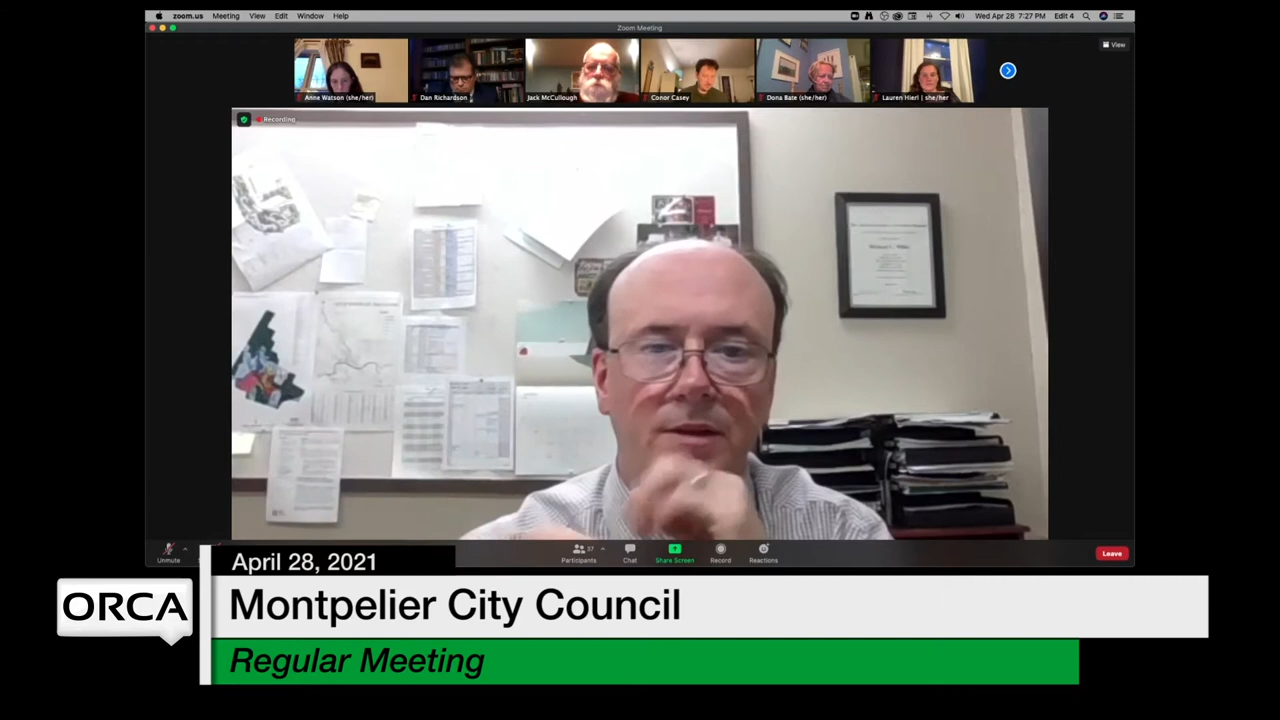 zoom.us Meeting View Edit Window Help
Wed Apr 28 7:27 PM Edit 4
Zoom Meeting
View
Anne Watson (she/her)
Dan Richardson
Jack McCullough
Conor Casey
Dona Bate (she/her)
Lauren Hierl | she/her
Recording
Unmute
Participants
37
Chat
Share Screen
Record
Reactions
Leave
April 28, 2021
ORCA
Montpelier City Council
Regular Meeting